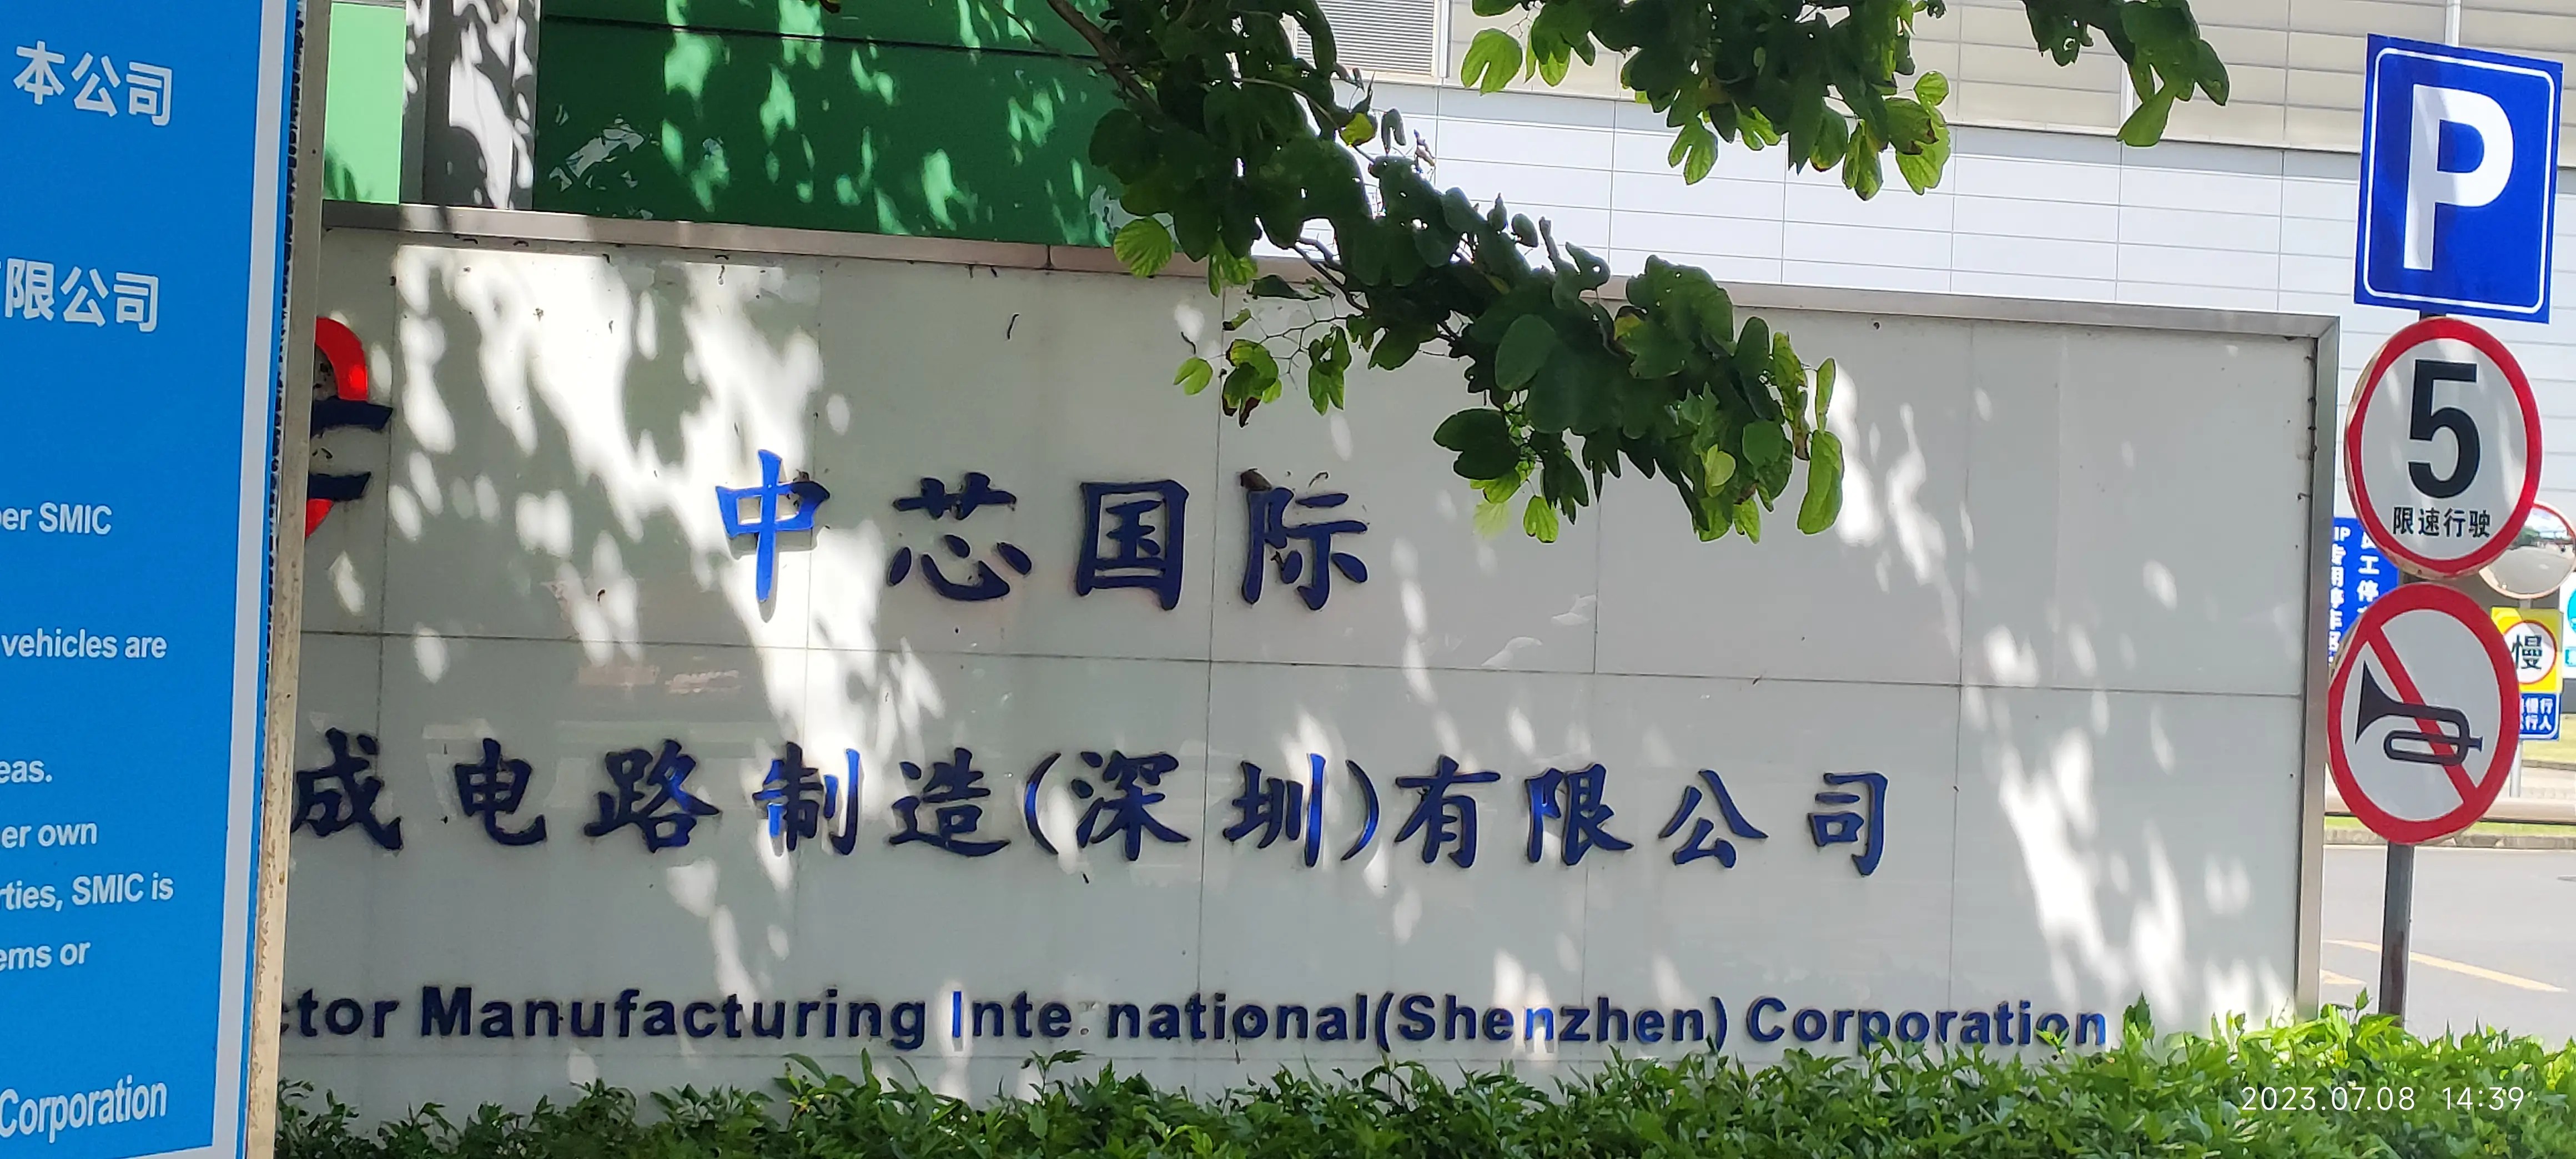 本公司
限公司
er SMIC
vehicles are
eas.
er own
rties, SMIC is
ems or
Corporation
中芯国际
成电路制造(深圳)有限公司
ctor Manufacturing Inte national(Shenzhen) Corporation
P
5
限速行驶
工停
慢
2023.07.08 14:39